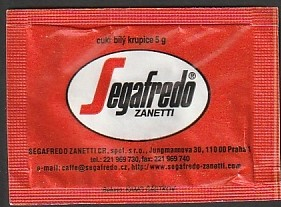 cukr bílý krupice 5 g
Segafredo®
ZANETTI
SEGAFREDO ZANETTI CR, spol. s r.o., Jungmannova 30, 110 00 Praha 1
tel.: 221 969 730, fax: 221 969 740
e-mail: caffe@segafredo.cz, http://www.segafredo-zanetti.com